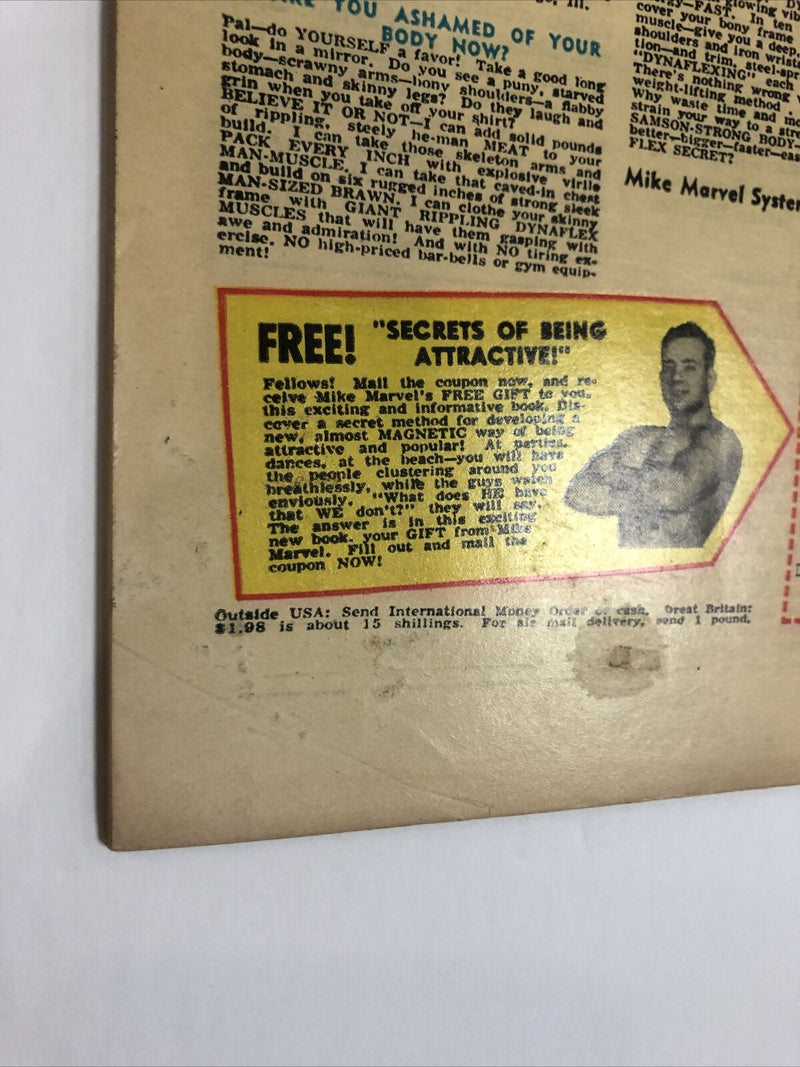 YOU ASHAMED OF YOUR
BODY NOW?
Pal—do YOURSELF a favor! Take a good long
look in a mirror. Do you see a puny, starved
body—scrawny arms—bony shoulders—a flabby
stomach and skinny legs? Do they laugh and
grin when you take off your shirt?
BELIEVE IT OR NOT—I can add solid pounds
of rippling, steely he-man MEAT to your
build. I can take those skeleton arms and
PACK EVERY INCH with explosive virile
MAN-MUSCLE. I can take that caved-in chest
and build on six rugged inches of strong sleek
MAN-SIZED BRAWN. I can clothe your skinny
frame with GIANT RIPPLING DYNAFLEX
MUSCLES that will have them gasping with
awe and admiration! And with NO tiring ex-
ercise. NO high-priced bar-bells or gym equip-
ment!
FAST. In ten
cover your bony frame
muscle—give you a deep,
shoulders and iron
tion—and trim,
"DYNAFLEXING" each
There's nothing wrong
weight-lifting method
Why waste time and
strain your way to a
SAMSON-STRONG BODY—
better—bigger—faster—
FLEX SECRET?
Mike Marvel
FREE! "SECRETS OF BEING
ATTRACTIVE!"
Fellows! Mail the coupon now, and re-
ceive Mike Marvel's FREE GIFT to you.
this exciting and informative book. Dis-
cover a secret method for developing a
new, almost MAGNETIC way of being
attractive and popular! At parties,
dances, at the beach—you will have
the people clustering around you
breathlessly, while the guys watch
enviously. "What does HE have
that WE don't?" they will say.
The answer is in this exciting
new book. your GIFT from Mike
Marvel. Fill out and mail the
coupon NOW!
Outside USA: Send International Money Order or cash. Great Britain:
$1.98 is about 15 shillings. For air mail delivery, send 1 pound.